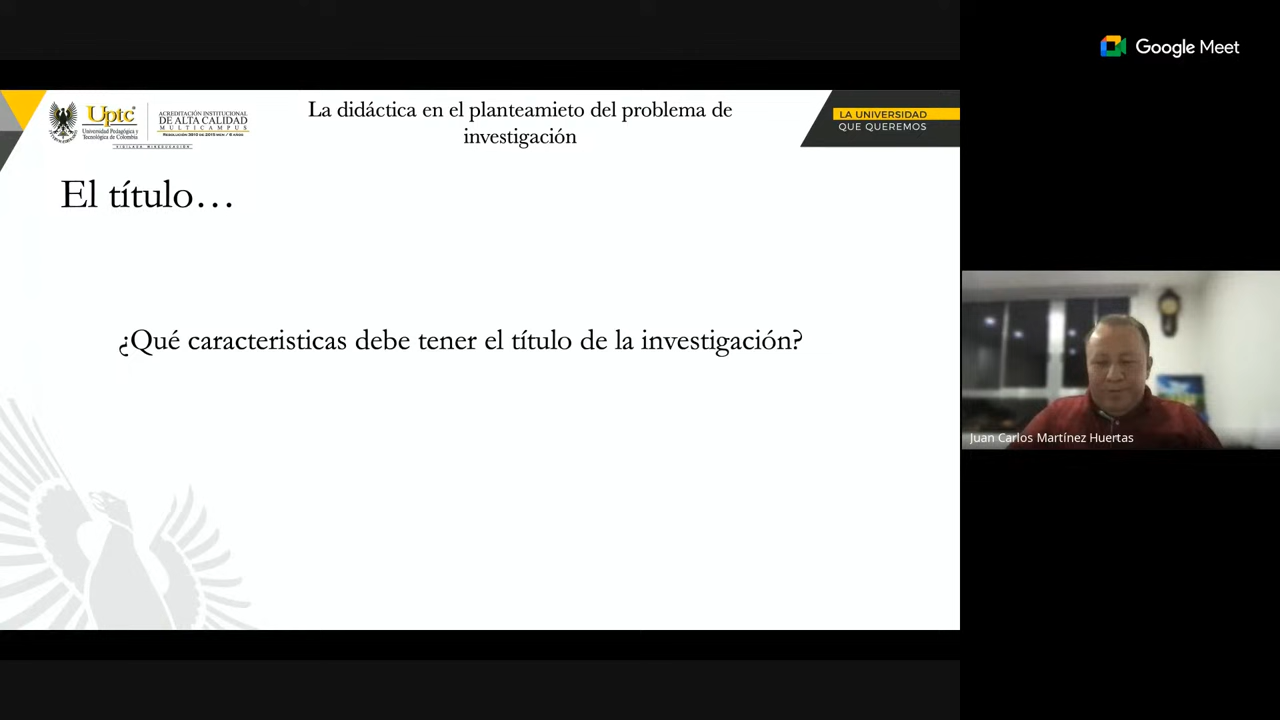 Google Meet
Uptc
Universidad Pedagógica y
Tecnológica de Colombia
ACREDITACIÓN INSTITUCIONAL
DE ALTA CALIDAD
MULTICAMPUS
La didáctica en el planteamieto del problema de
investigación
LA UNIVERSIDAD
QUE QUEREMOS
El título…
¿Qué caracteristicas debe tener el título de la investigación?
Juan Carlos Martínez Huertas